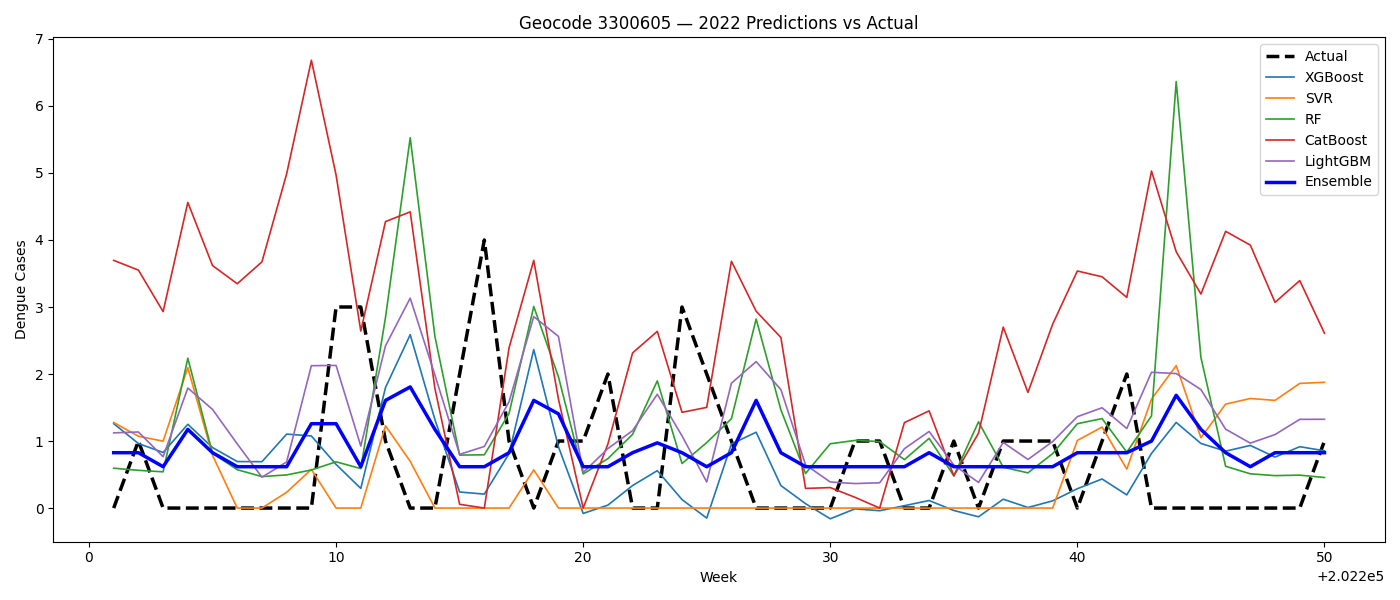 Geocode 3300605 — 2022 Predictions vs Actual
Dengue Cases
7
6
5
4
3
2
1
0
Actual
XGBoost
SVR
RF
CatBoost
LightGBM
Ensemble
0 10 20 30 40 50
Week
+2.022e5